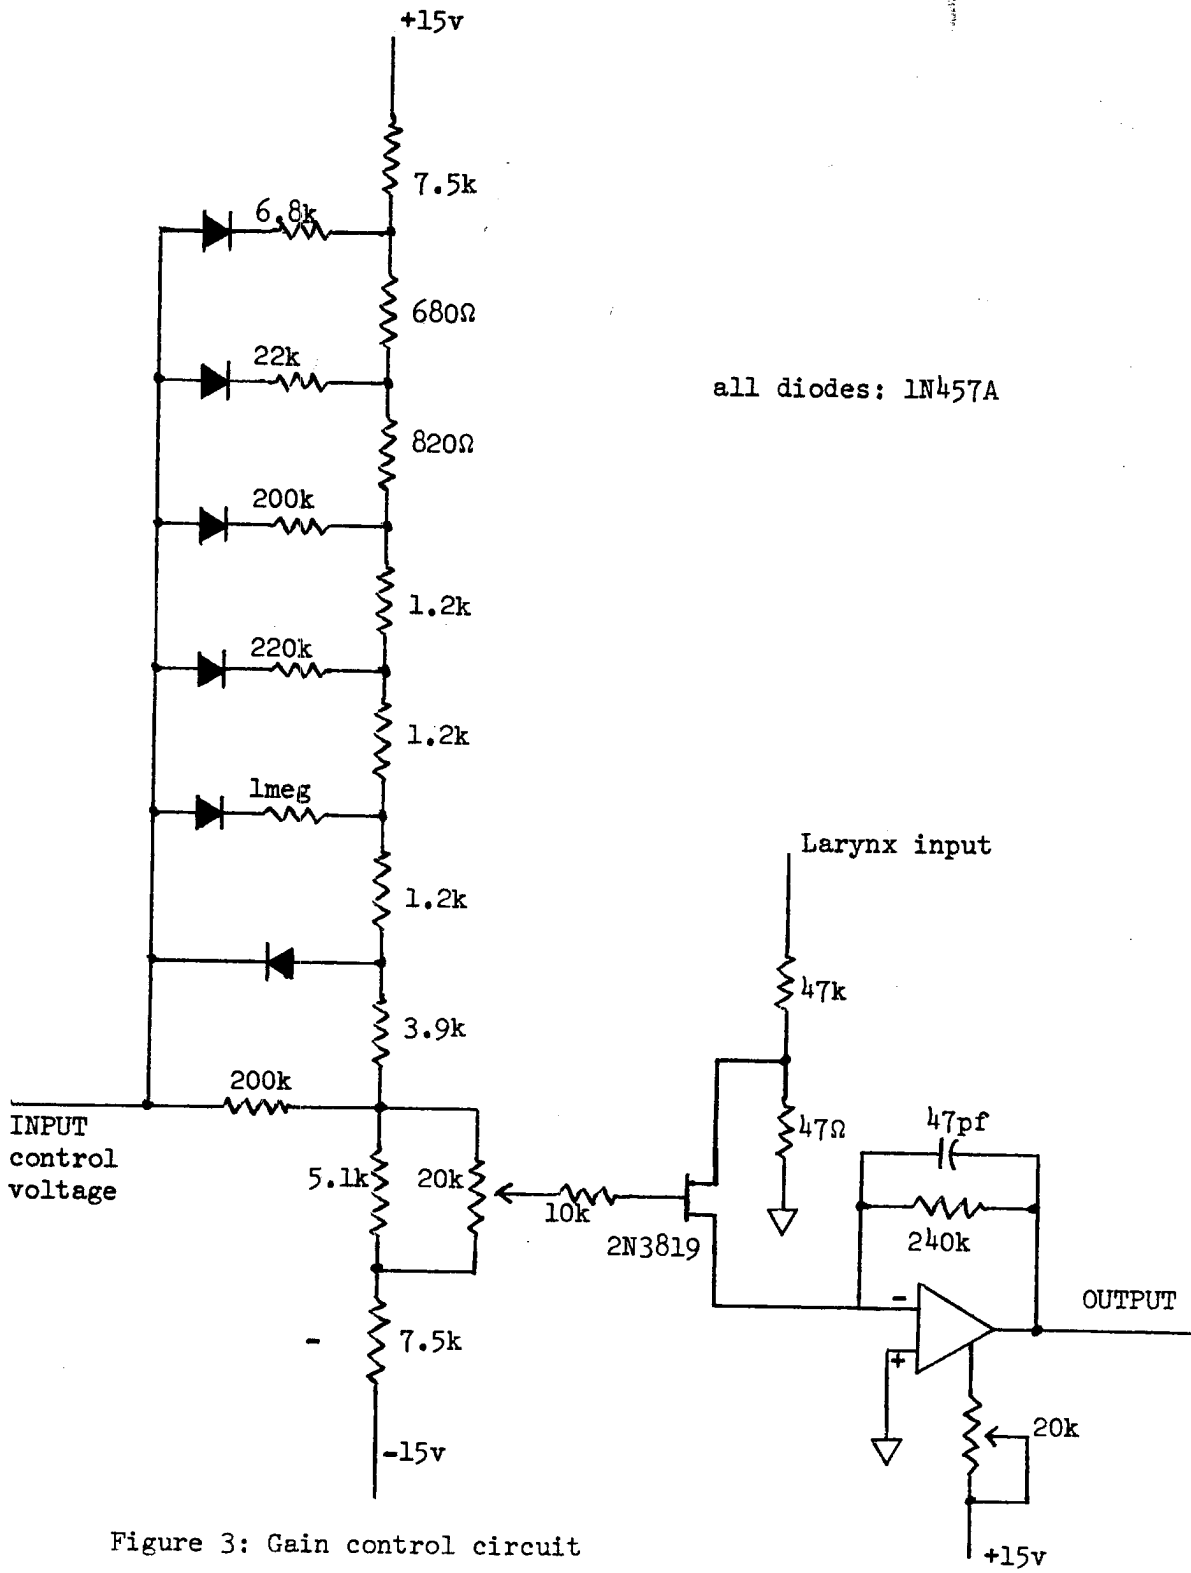 +15v
7.5k
6.8k
680Ω
22k
all diodes: 1N457A
820Ω
200k
1.2k
220k
1.2k
1meg
Larynx input
1.2k
47k
3.9k
200k
INPUT
control
voltage
47Ω
47pf
5.1k
20k
10k
2N3819
240k
-
OUTPUT
- 7.5k
+
20k
-15v
Figure 3: Gain control circuit
+15v